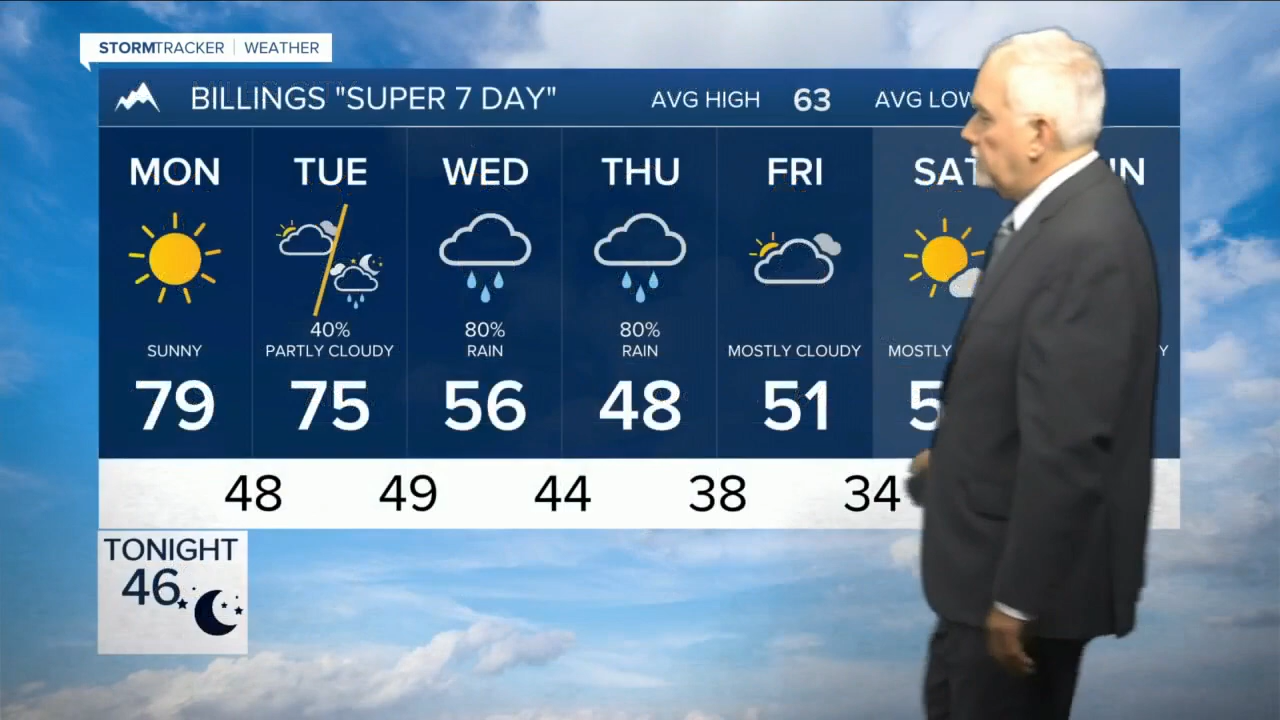 STORMTRACKER | WEATHER
BILLINGS "SUPER 7 DAY" AVG HIGH 63 AVG
MON TUE WED THU FRI
40% 80% 80%
SUNNY PARTLY CLOUDY RAIN RAIN MOSTLY CLOUDY MOSTLY
79 75 56 48 51
48 49 44 38 34
TONIGHT
46